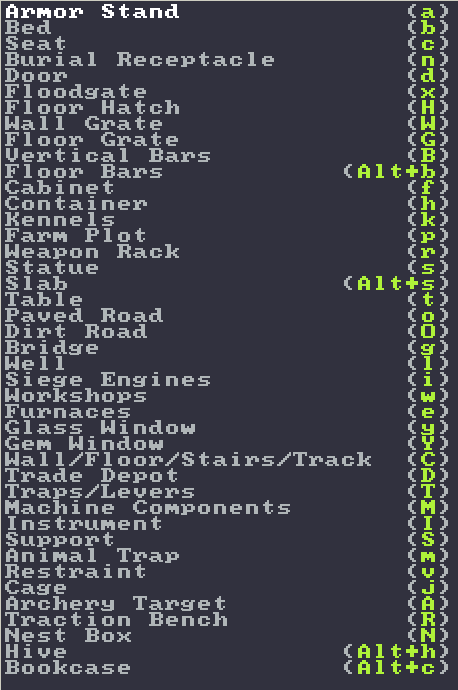 Armor Stand (a)
Bed (b)
Seat (c)
Burial Receptacle (n)
Door (d)
Floodgate (x)
Floor Hatch (H)
Wall Grate (W)
Floor Grate (G)
Vertical Bars (B)
Floor Bars (Alt+b)
Cabinet (f)
Container (h)
Kennels (k)
Farm Plot (p)
Weapon Rack (r)
Statue (s)
Slab (Alt+s)
Table (t)
Paved Road (o)
Dirt Road (O)
Bridge (g)
Well (l)
Siege Engines (i)
Workshops (w)
Furnaces (e)
Glass Window (y)
Gem Window (Y)
Wall/Floor/Stairs/Track (C)
Trade Depot (D)
Traps/Levers (T)
Machine Components (M)
Instrument (I)
Support (S)
Animal Trap (m)
Restraint (v)
Cage (j)
Archery Target (A)
Traction Bench (R)
Nest Box (N)
Hive (Alt+h)
Bookcase (Alt+c)